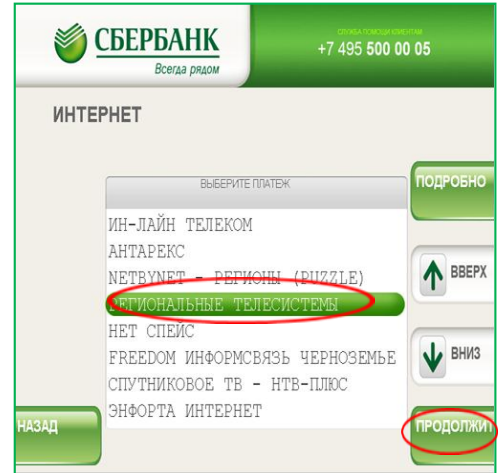 СБЕРБАНК
Всегда рядом
СЛУЖБА ПОМОЩИ КЛИЕНТАМ
+7 495 500 00 05
ИНТЕРНЕТ
ВЫБЕРИТЕ ПЛАТЕЖ
ПОДРОБНО
ИН-ЛАЙН ТЕЛЕКОМ
АНТАРЕКС
NETBYNET - РЕГИОНЫ (PUZZLE)
ВВЕРХ
РЕГИОНАЛЬНЫЕ ТЕЛЕСИСТЕМЫ
НЕТ СПЕЙС
FREEDOM ИНФОРМСВЯЗЬ ЧЕРНОЗЕМЬЕ
ВНИЗ
СПУТНИКОВОЕ ТВ - НТВ-ПЛЮС
ЭНФОРТА ИНТЕРНЕТ
НАЗАД
ПРОДОЛЖИТ